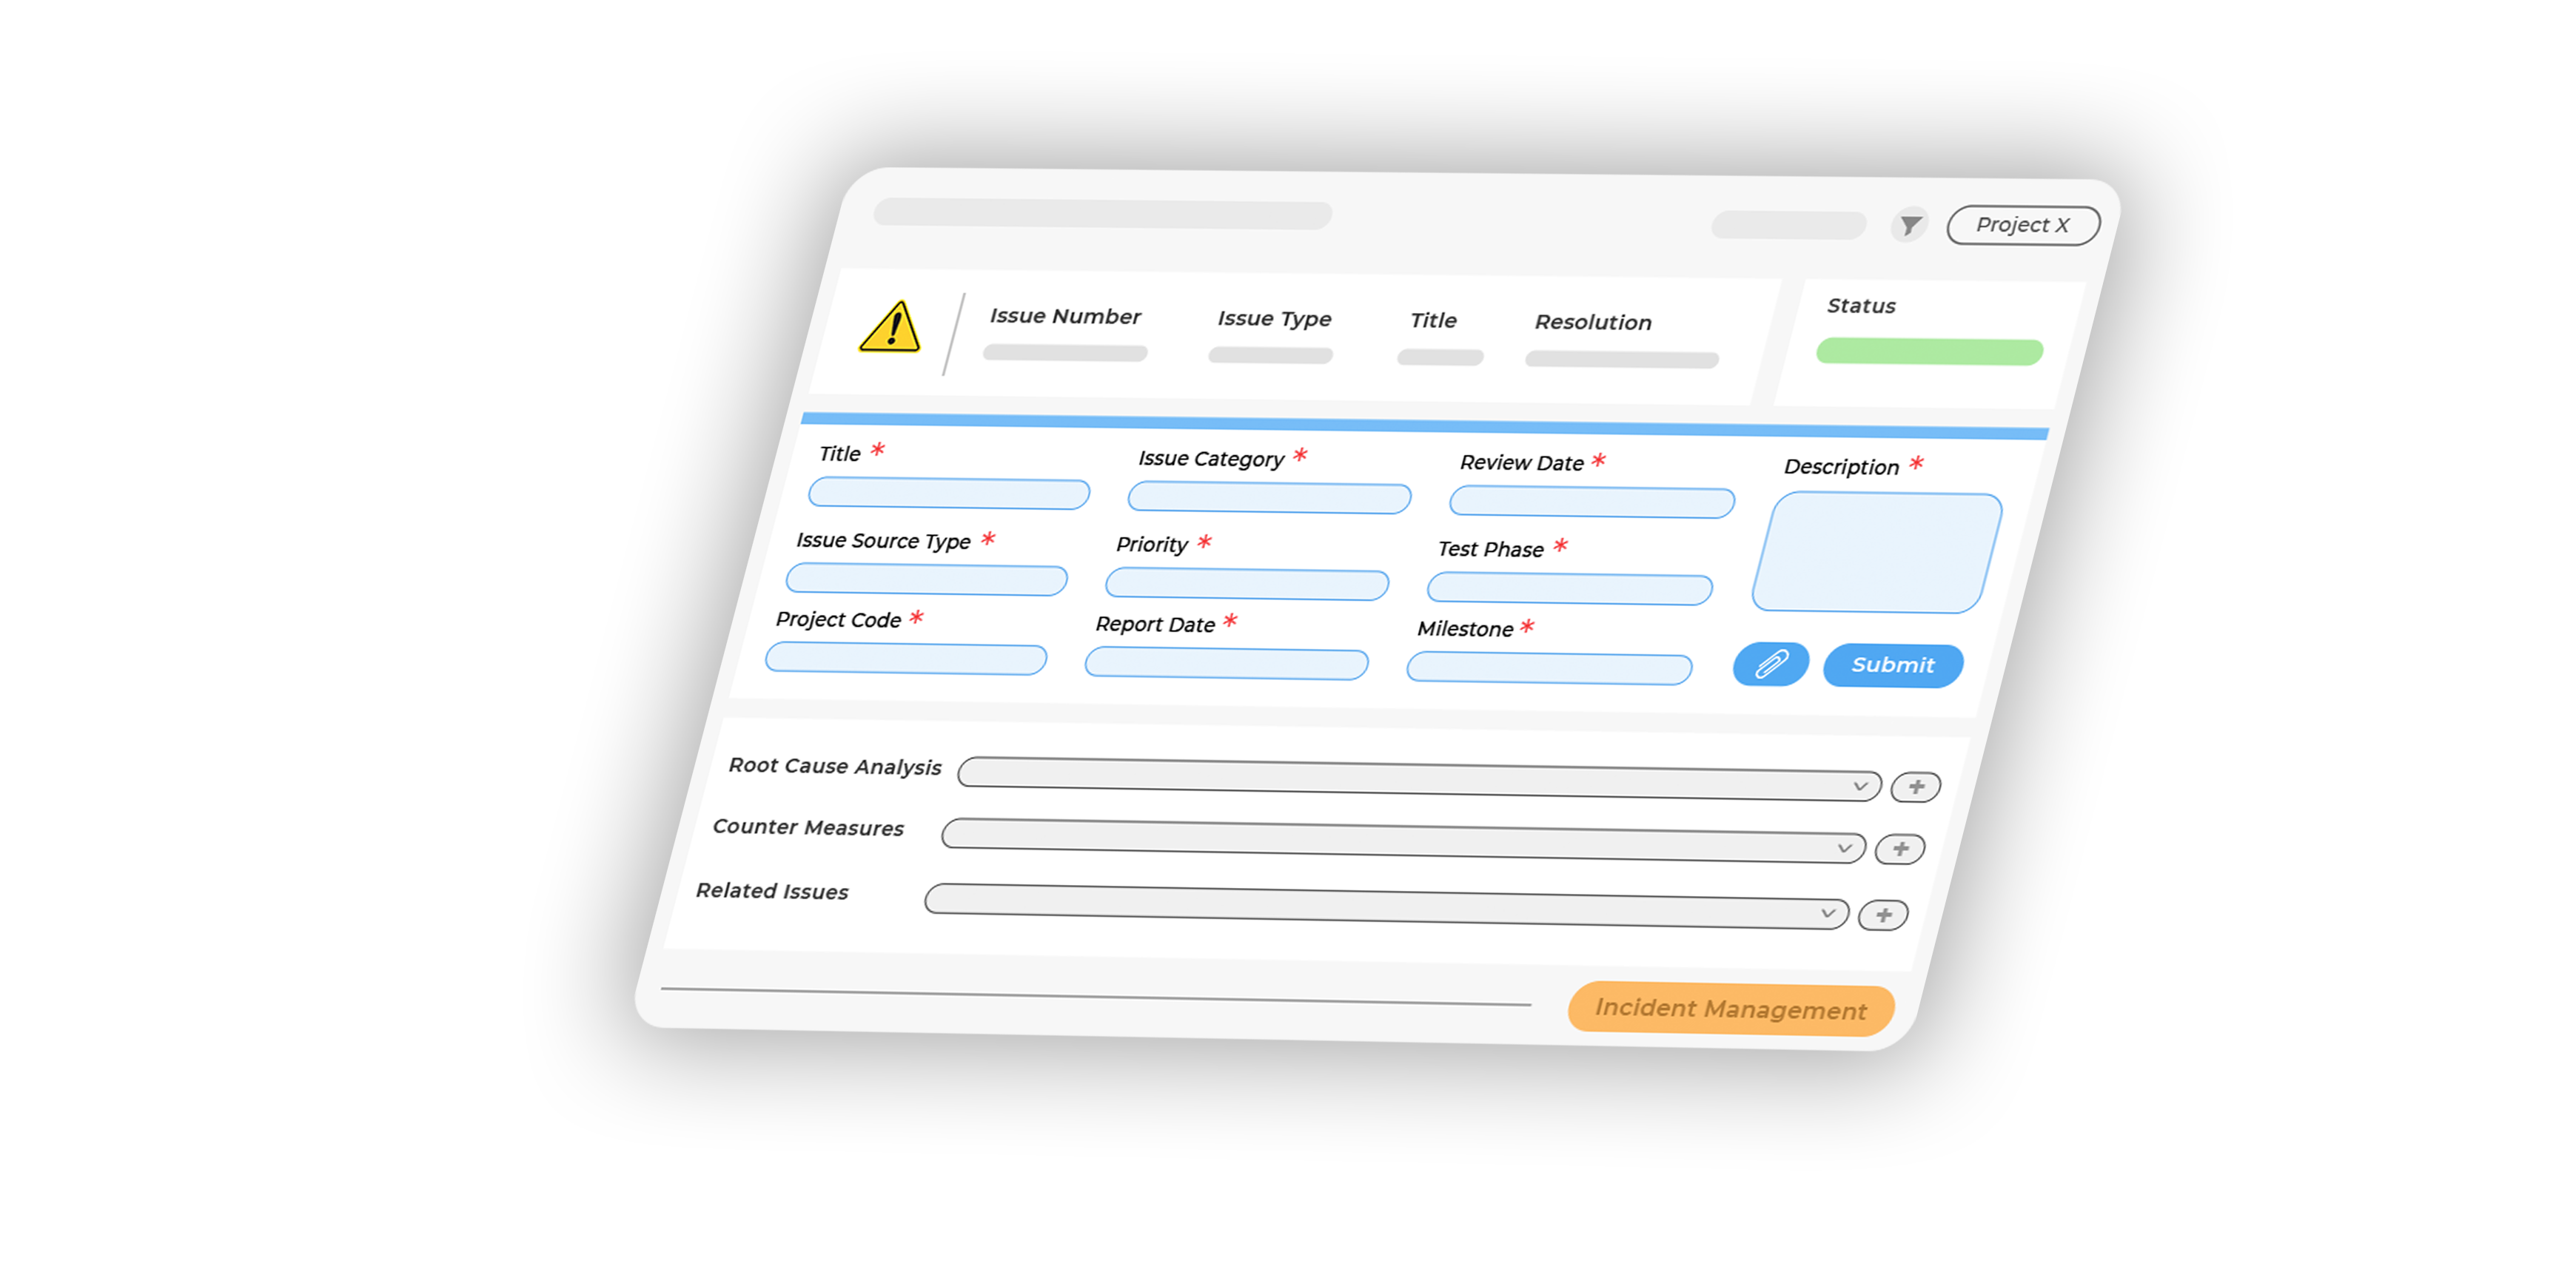 Project X
Issue Number Issue Type Title Resolution Status
Title * Issue Category * Review Date * Description *
Issue Source Type * Priority * Test Phase *
Project Code * Report Date * Milestone *
Submit
Root Cause Analysis
Counter Measures
Related Issues
Incident Management